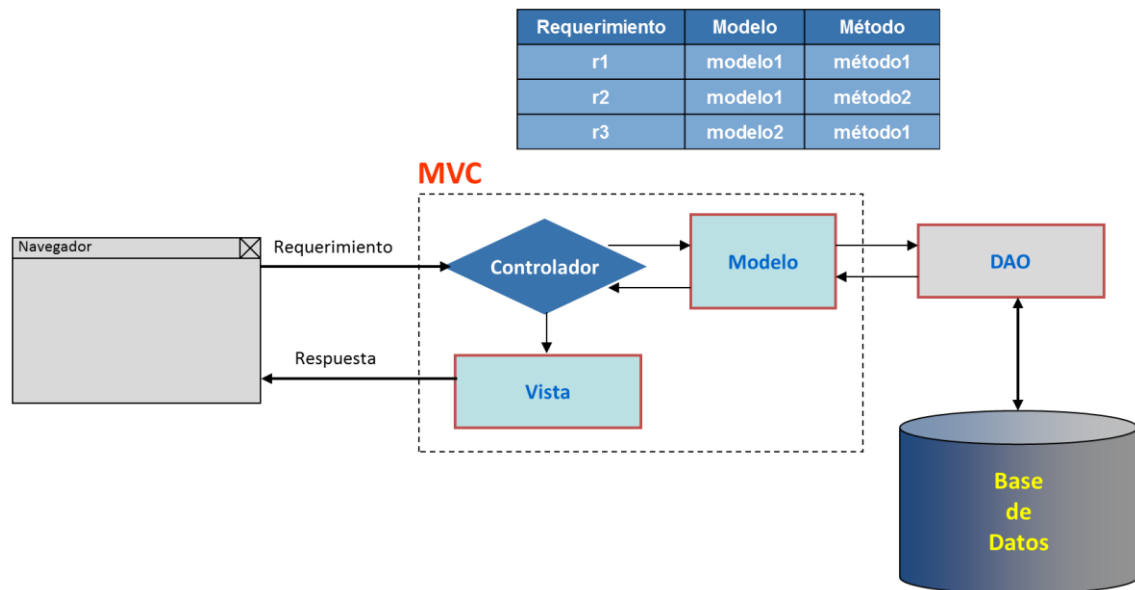 Requerimiento Modelo Método
r1 modelo1 método1
r2 modelo1 método2
r3 modelo2 método1
MVC
Navegador
Requerimiento
Controlador
Modelo
DAO
Respuesta
Vista
Base
de
Datos